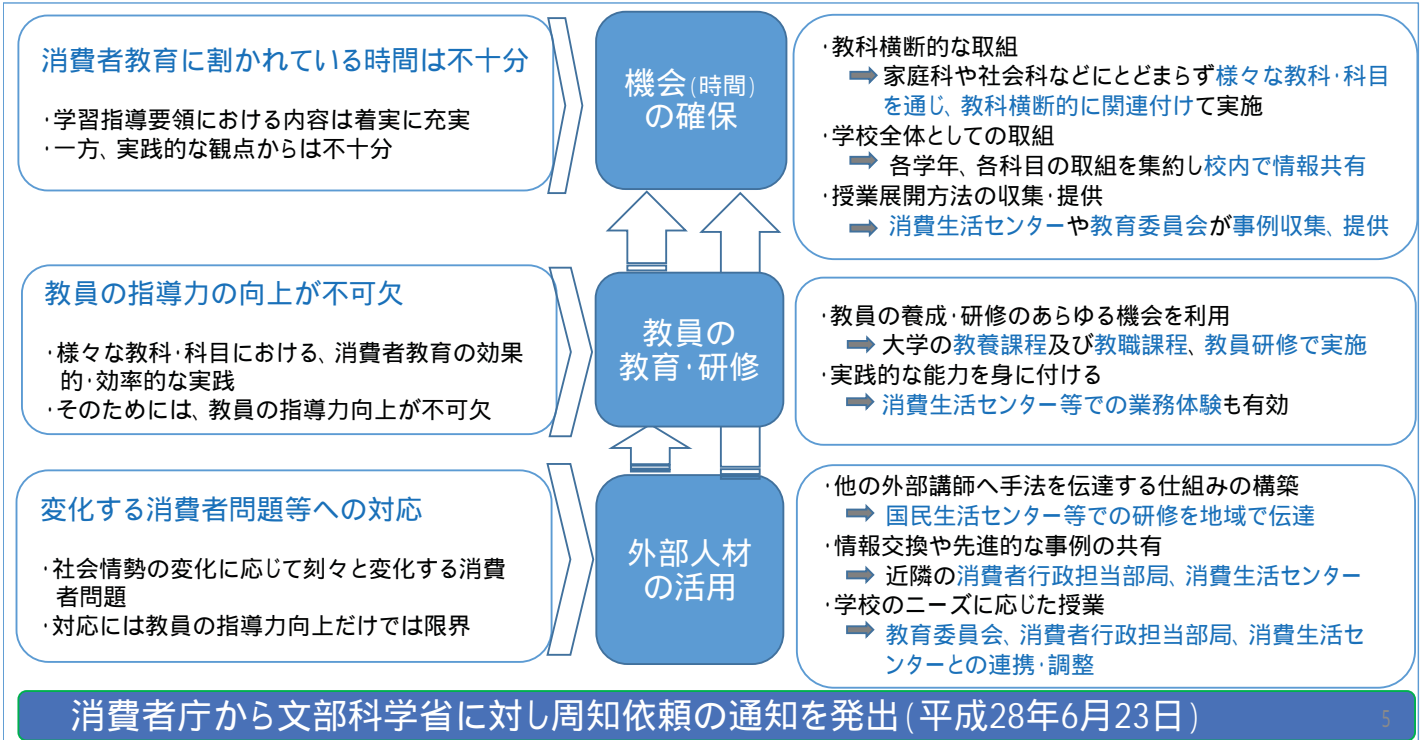 消費者教育に割かれている時間は不十分
・学習指導要領における内容は着実に充実
・一方、実践的な観点からは不十分
機会(時間)
の確保
・教科横断的な取組
➡ 家庭科や社会科などにとどまらず様々な教科・科目
を通じ、教科横断的に関連付けて実施
・学校全体としての取組
➡ 各学年、各科目の取組を集約し校内で情報共有
・授業展開方法の収集・提供
➡ 消費生活センターや教育委員会が事例収集、提供
教員の指導力の向上が不可欠
・様々な教科・科目における、消費者教育の効果
的・効率的な実践
・そのためには、教員の指導力向上が不可欠
教員の
教育・研修
・教員の養成・研修のあらゆる機会を利用
➡ 大学の教養課程及び教職課程、教員研修で実施
・実践的な能力を身に付ける
➡ 消費生活センター等での業務体験も有効
変化する消費者問題等への対応
・社会情勢の変化に応じて刻々と変化する消費
者問題
・対応には教員の指導力向上だけでは限界
外部人材
の活用
・他の外部講師へ手法を伝達する仕組みの構築
➡ 国民生活センター等での研修を地域で伝達
・情報交換や先進的な事例の共有
➡ 近隣の消費者行政担当部局、消費生活センター
・学校のニーズに応じた授業
➡ 教育委員会、消費者行政担当部局、消費生活セ
ンターとの連携・調整
消費者庁から文部科学省に対し周知依頼の通知を発出(平成28年6月23日)
5